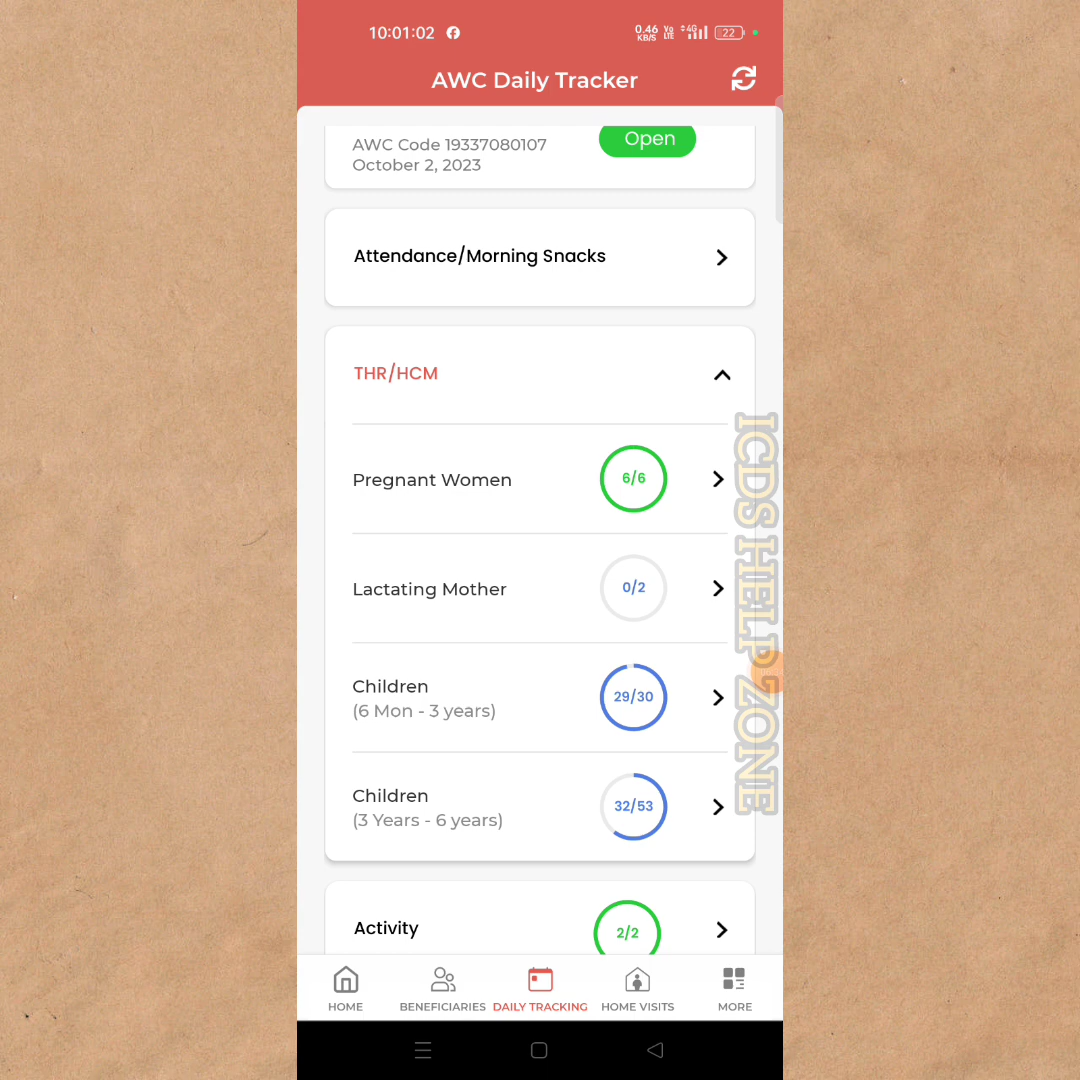 10:01:02
0.46 KB/S Vo LTE 4G 22
AWC Daily Tracker
AWC Code 19337080107
Open
October 2, 2023
Attendance/Morning Snacks
THR/HCM
Pregnant Women
6/6
Lactating Mother
0/2
Children
(6 Mon - 3 years)
29/30
Children
(3 Years - 6 years)
32/53
Activity
2/2
HOME
BENEFICIARIES
DAILY TRACKING
HOME VISITS
MORE
ICDS HELP ZONE